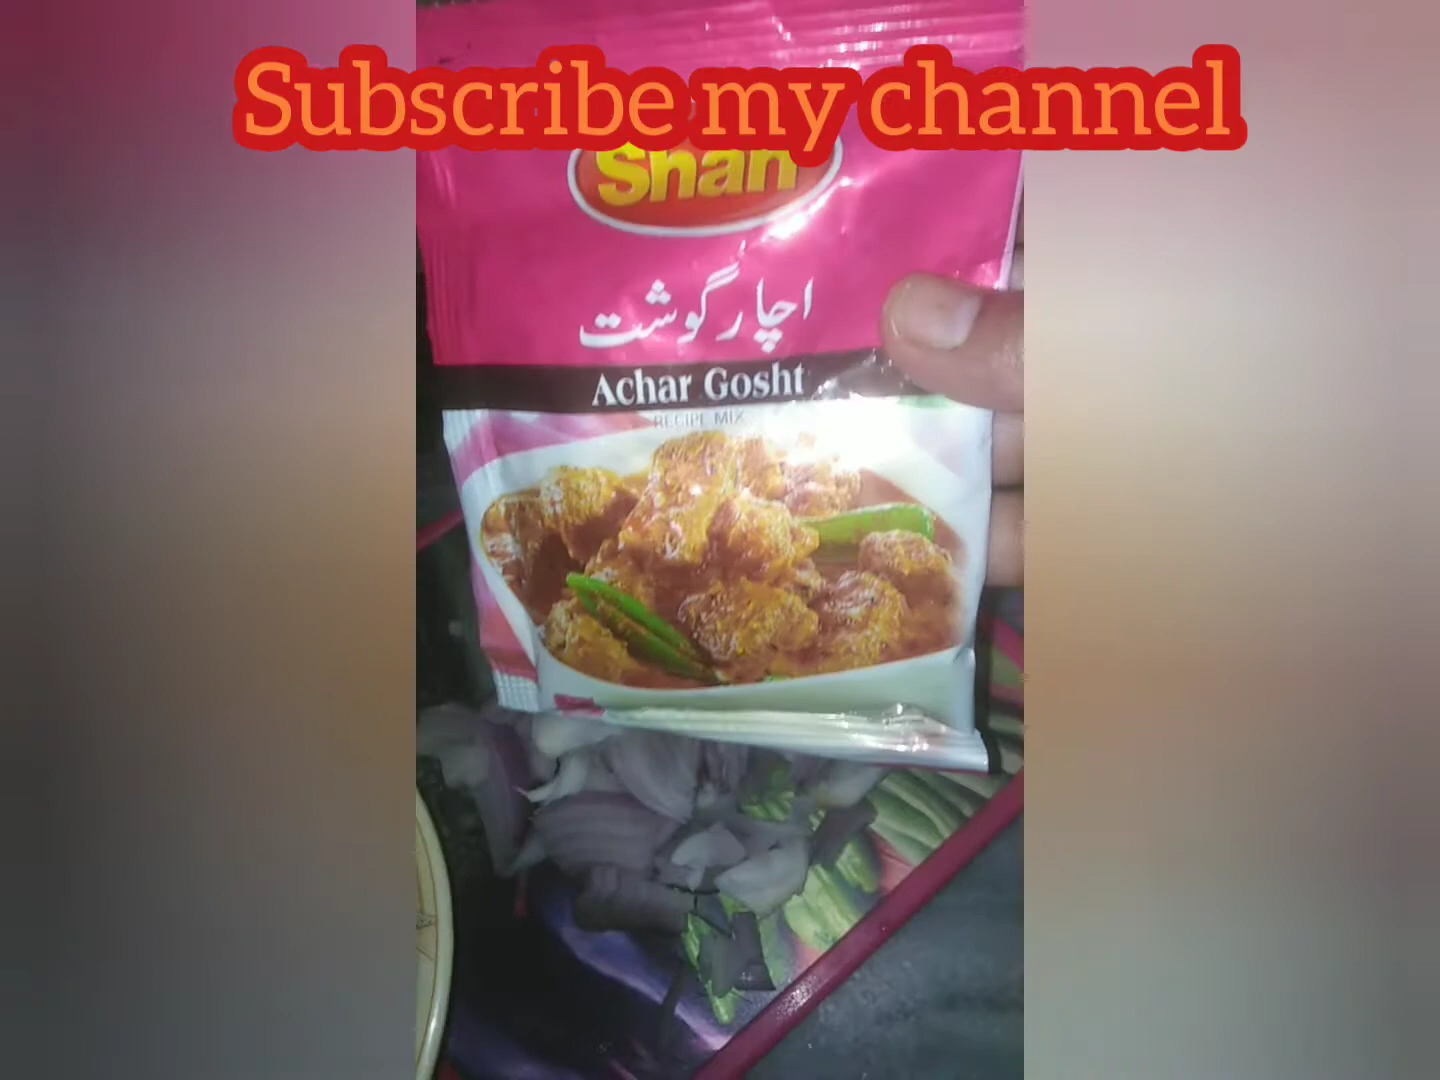 Subscribe my channel
Shan
اچار گوشت
Achar Gosht
RECIPE MIX